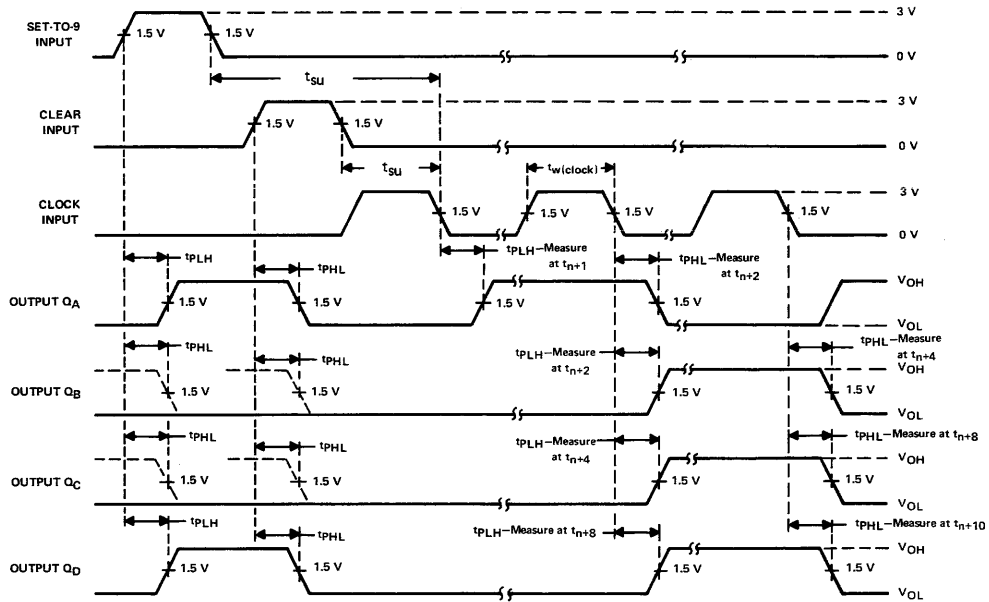 SET-TO-9
INPUT
1.5 V
1.5 V
3 V
0 V
tsu
CLEAR
INPUT
1.5 V
1.5 V
3 V
0 V
tsu
tw(clock)
CLOCK
INPUT
1.5 V
1.5 V
1.5 V
1.5 V
3 V
0 V
tPLH
tPHL
tPLH–Measure
at tn+1
tPHL–Measure
at tn+2
OUTPUT QA
1.5 V
1.5 V
1.5 V
1.5 V
VOH
VOL
tPHL
tPHL
tPLH–Measure
at tn+2
tPHL–Measure
at tn+4
OUTPUT QB
1.5 V
1.5 V
1.5 V
1.5 V
VOH
VOL
tPHL
tPHL
tPLH–Measure
at tn+4
tPHL–Measure at tn+8
OUTPUT QC
1.5 V
1.5 V
1.5 V
1.5 V
VOH
VOL
tPLH
tPHL
tPLH–Measure at tn+8
tPHL–Measure at tn+10
OUTPUT QD
1.5 V
1.5 V
1.5 V
1.5 V
VOH
VOL